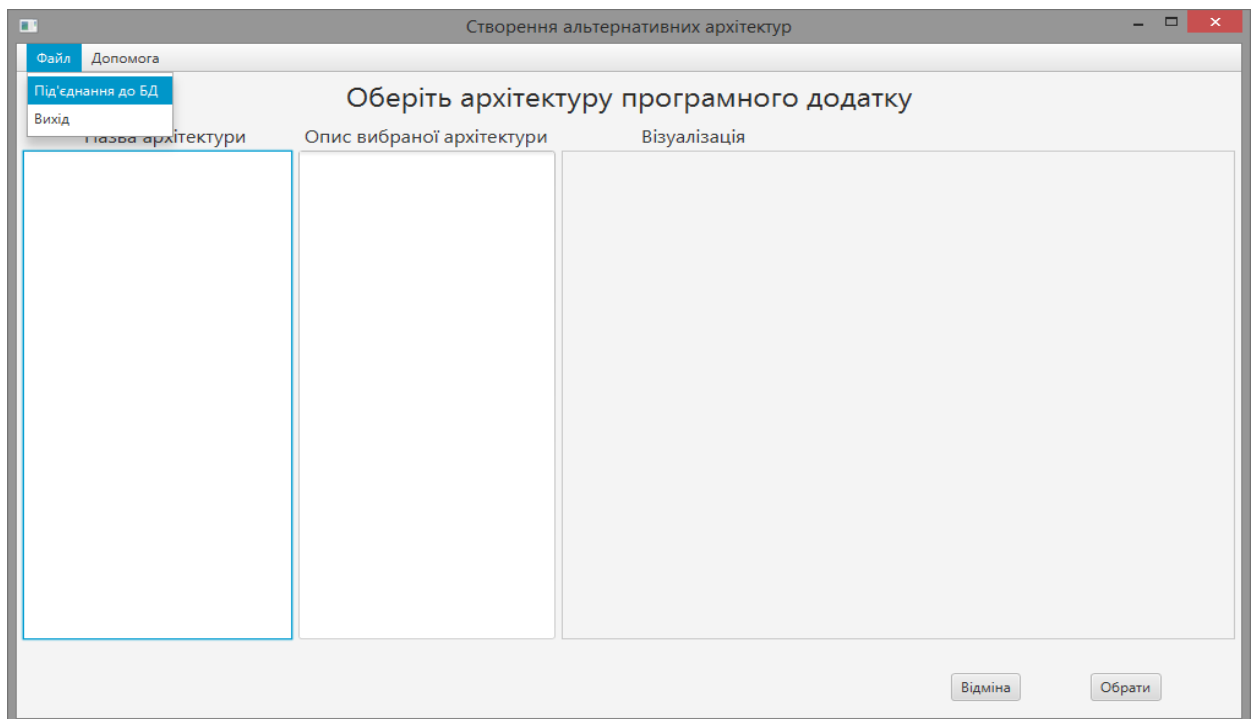 Створення альтернативних архітектур
Файл Допомога
Під'єднання до БД
Вихід
Оберіть архітектуру програмного додатку
Назва архітектури Опис вибраної архітектури Візуалізація
Відміна Обрати